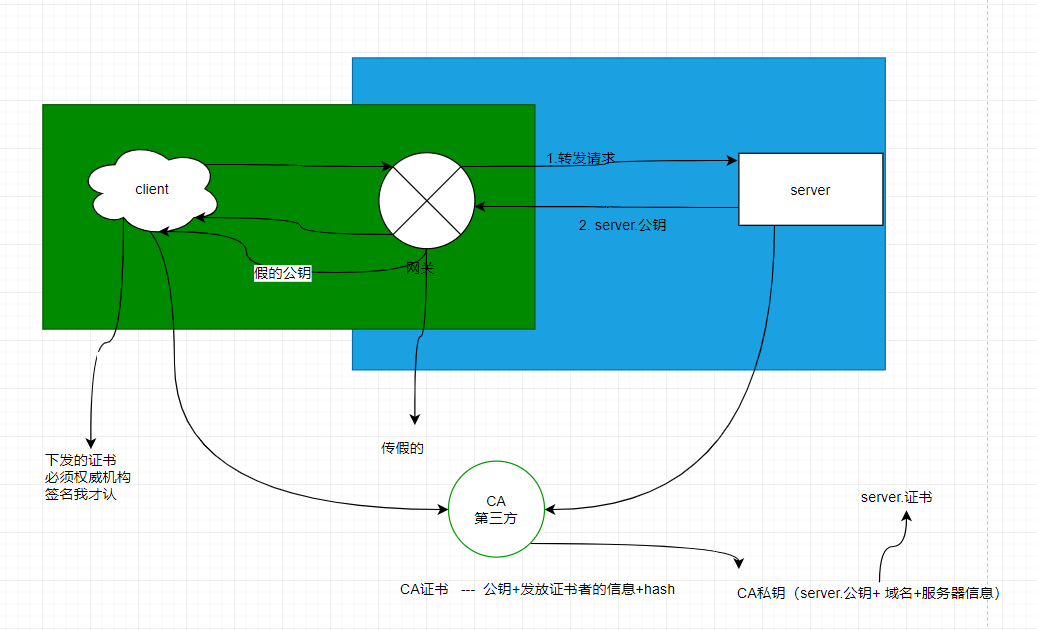 1.转发请求
client
server
2. server.公钥
网关
假的公钥
传假的
下发的证书
必须权威机构
签名我才认
CA
第三方
server.证书
CA证书 --- 公钥+发放证书者的信息+hash
CA私钥（server.公钥+ 域名+服务器信息）